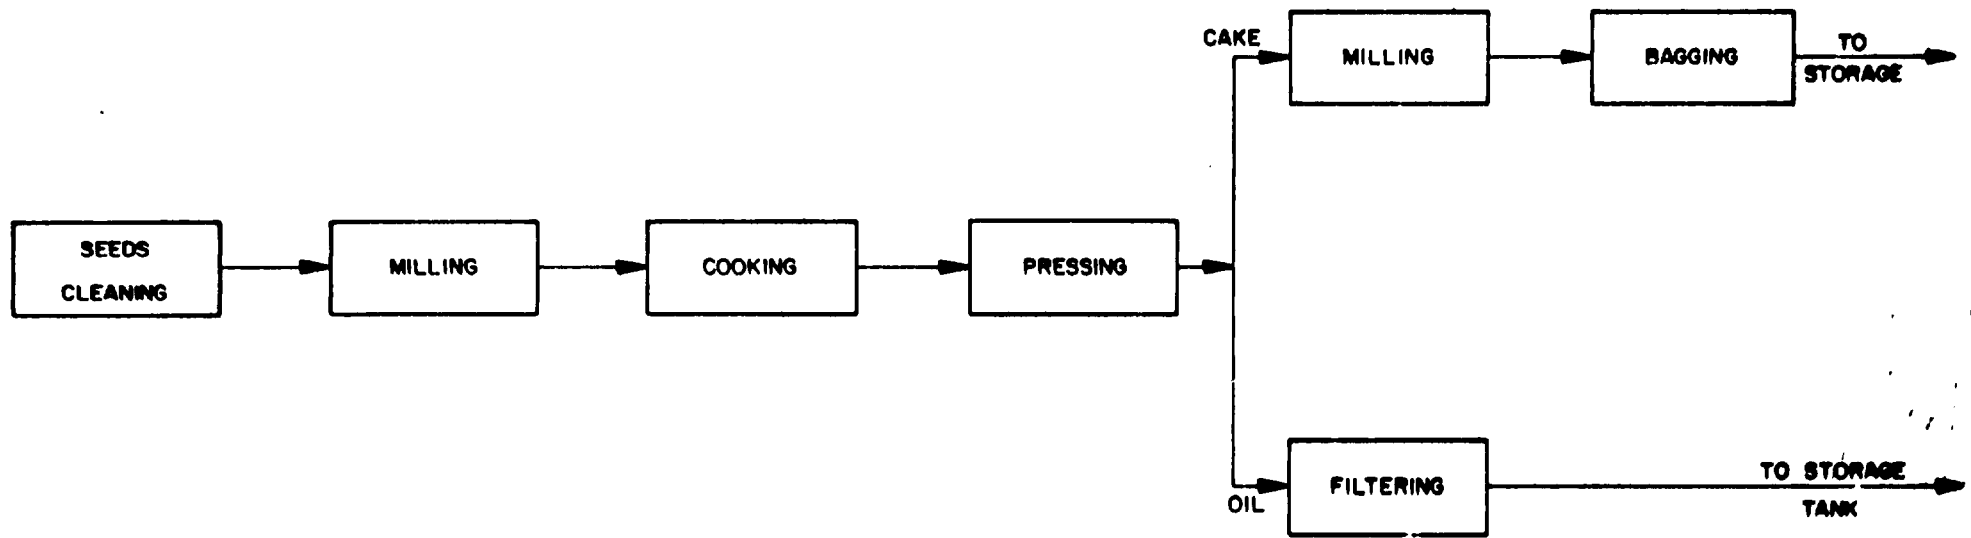 CAKE
MILLING
BAGGING
TO
STORAGE
SEEDS
CLEANING
MILLING
COOKING
PRESSING
OIL
FILTERING
TO STORAGE
TANK